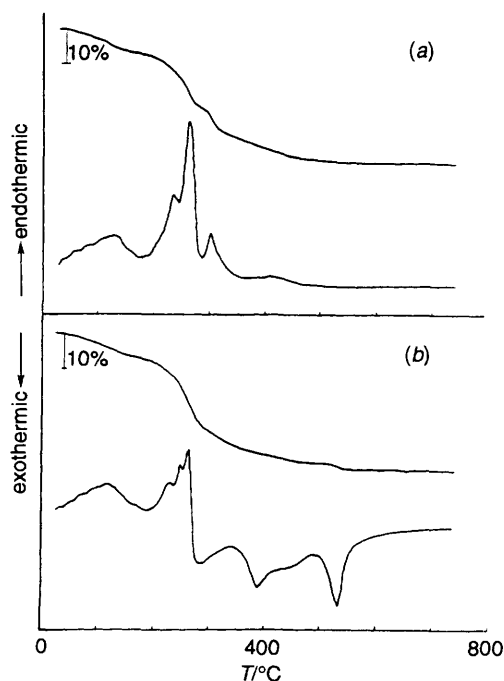 (a)
10%
→ endothermic
(b)
10%
exothermic ←
0
400
800
T/°C